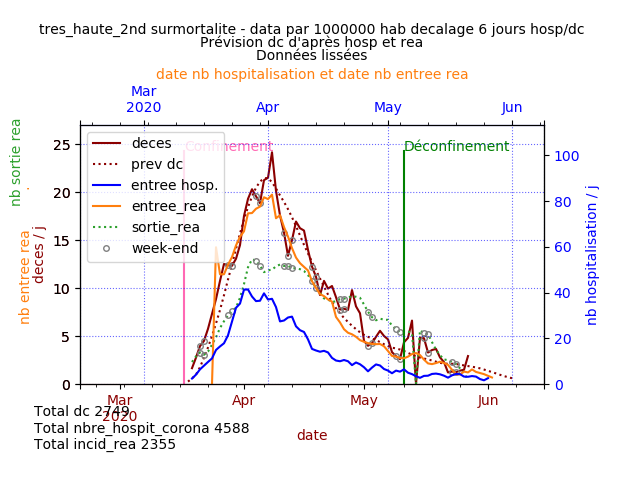 tres_haute_2nd surmortalite - data par 1000000 hab decalage 6 jours hosp/dc
Prévision dc d'après hosp et rea
Données lissées
date nb hospitalisation et date nb entree rea
Mar
2020
Apr
May
Jun
nb sortie rea
nb entree rea .
deces / j
nb hospitalisation / j
25
20
15
10
5
0
100
80
60
40
20
0
deces
prev dc
entree hosp.
entree_rea
sortie_rea
week-end
Confinement
Déconfinement
Mar
2020
Apr
May
Jun
date
Total dc 2749
Total nbre_hospit_corona 4588
Total incid_rea 2355